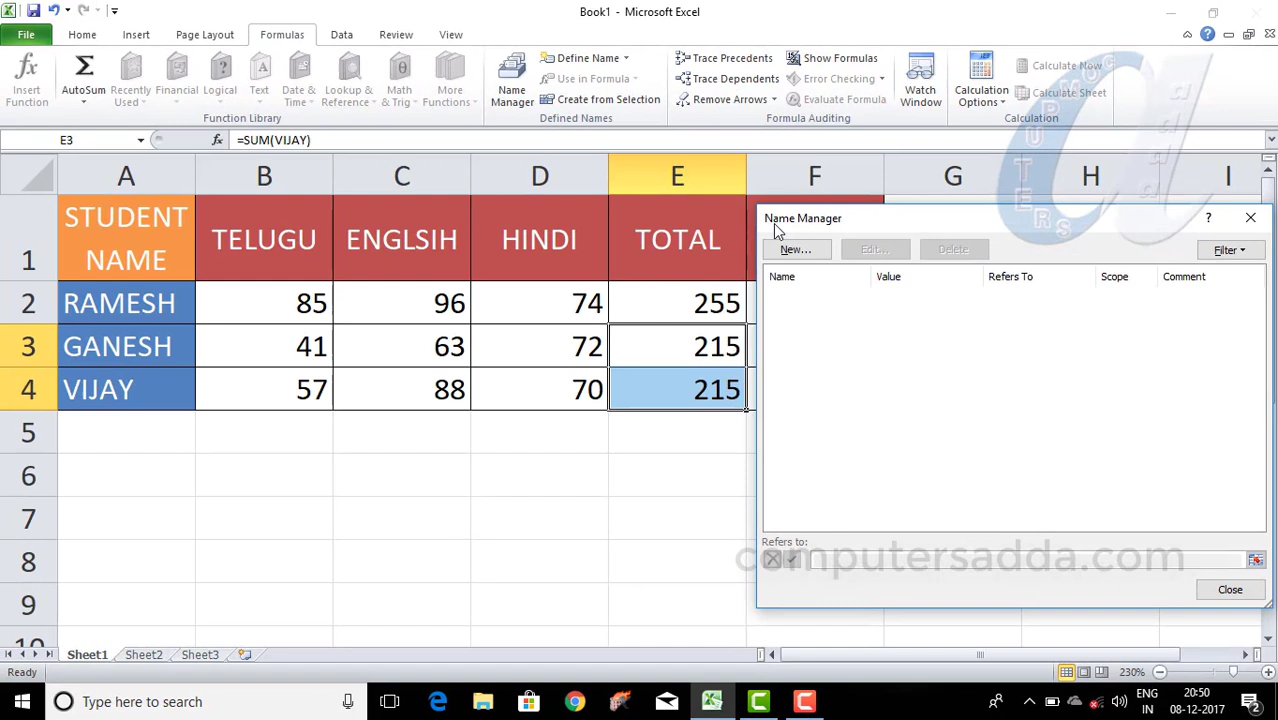 Book1 - Microsoft Excel
File Home Insert Page Layout Formulas Data Review View
Insert Function
AutoSum
Recently Used
Financial
Logical
Text
Date & Time
Lookup & Reference
Math & Trig
More Functions
Function Library
Name Manager
Define Name
Use in Formula
Create from Selection
Defined Names
Trace Precedents
Trace Dependents
Remove Arrows
Show Formulas
Error Checking
Evaluate Formula
Formula Auditing
Watch Window
Calculation Options
Calculate Now
Calculate Sheet
Calculation
E3 fx =SUM(VIJAY)
A B C D E F G H I
1 STUDENT NAME TELUGU ENGLSIH HINDI TOTAL
2 RAMESH 85 96 74 255
3 GANESH 41 63 72 215
4 VIJAY 57 88 70 215
5
6
7
8
9
10
Name Manager
New... Edit... Delete Filter
Name Value Refers To Scope Comment
Refers to:
computersadda.com
Close
Sheet1 Sheet2 Sheet3
Ready 230%
Type here to search
ENG 20:50
IN 08-12-2017
2